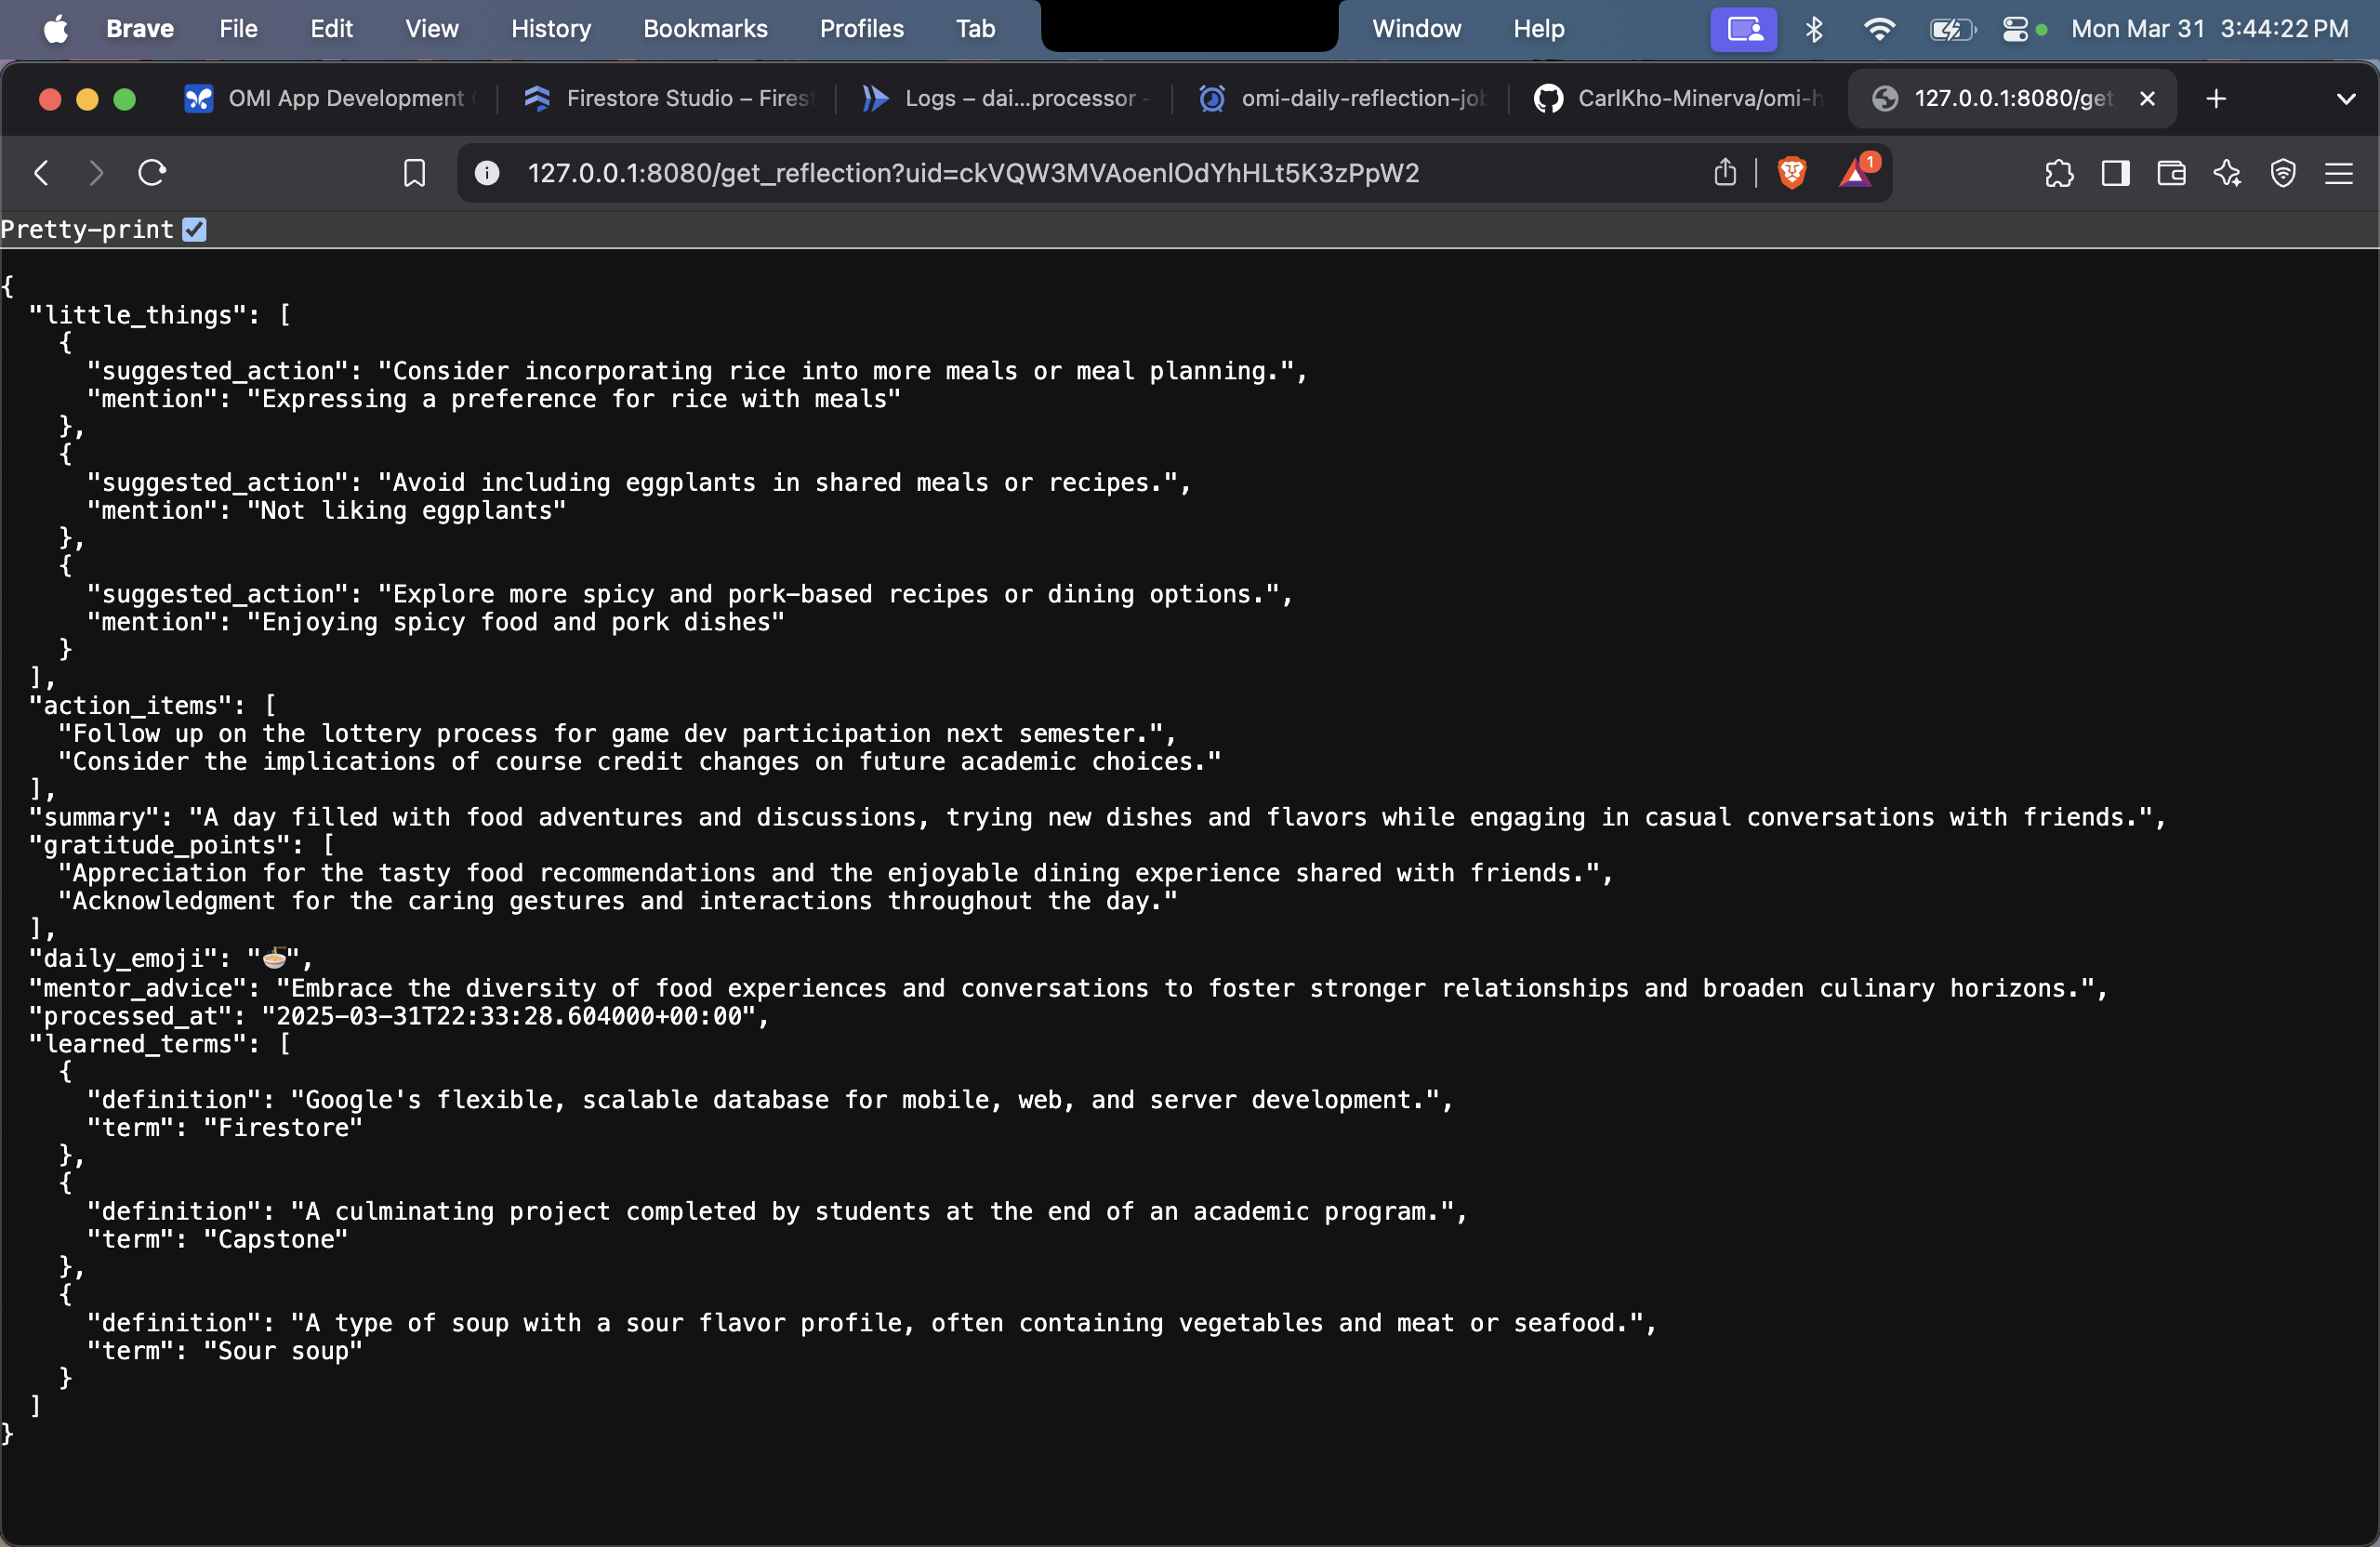 Brave File Edit View History Bookmarks Profiles Tab Window Help Mon Mar 31 3:44:22 PM
OMI App Development Firestore Studio – Firest Logs – dai...processor - omi-daily-reflection-jo CarlKho-Minerva/omi-h 127.0.0.1:8080/get
127.0.0.1:8080/get_reflection?uid=ckVQW3MVAoenlOdYhHLt5K3zPpW2 1
Pretty-print
{
"little_things": [
{
"suggested_action": "Consider incorporating rice into more meals or meal planning.",
"mention": "Expressing a preference for rice with meals"
},
{
"suggested_action": "Avoid including eggplants in shared meals or recipes.",
"mention": "Not liking eggplants"
},
{
"suggested_action": "Explore more spicy and pork-based recipes or dining options.",
"mention": "Enjoying spicy food and pork dishes"
}
],
"action_items": [
"Follow up on the lottery process for game dev participation next semester.",
"Consider the implications of course credit changes on future academic choices."
],
"summary": "A day filled with food adventures and discussions, trying new dishes and flavors while engaging in casual conversations with friends.",
"gratitude_points": [
"Appreciation for the tasty food recommendations and the enjoyable dining experience shared with friends.",
"Acknowledgment for the caring gestures and interactions throughout the day."
],
"daily_emoji": "🍜",
"mentor_advice": "Embrace the diversity of food experiences and conversations to foster stronger relationships and broaden culinary horizons.",
"processed_at": "2025-03-31T22:33:28.604000+00:00",
"learned_terms": [
{
"definition": "Google's flexible, scalable database for mobile, web, and server development.",
"term": "Firestore"
},
{
"definition": "A culminating project completed by students at the end of an academic program.",
"term": "Capstone"
},
{
"definition": "A type of soup with a sour flavor profile, often containing vegetables and meat or seafood.",
"term": "Sour soup"
}
]
}